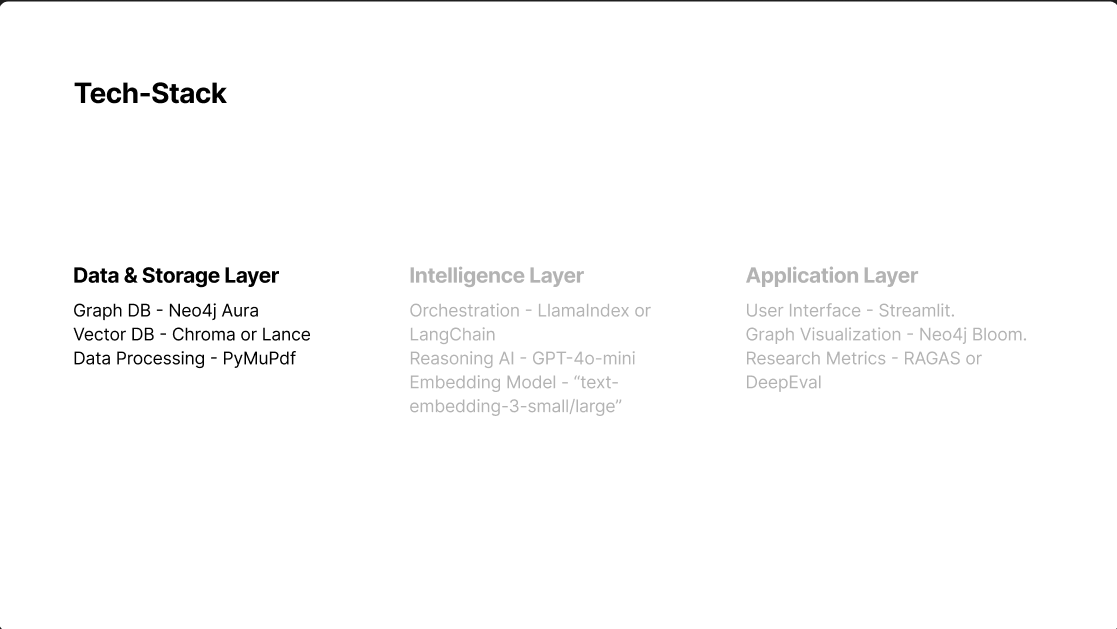 Tech-Stack
Data & Storage Layer
Graph DB - Neo4j Aura
Vector DB - Chroma or Lance
Data Processing - PyMuPdf
Intelligence Layer
Orchestration - LlamaIndex or
LangChain
Reasoning AI - GPT-4o-mini
Embedding Model - “text-
embedding-3-small/large”
Application Layer
User Interface - Streamlit.
Graph Visualization - Neo4j Bloom.
Research Metrics - RAGAS or
DeepEval